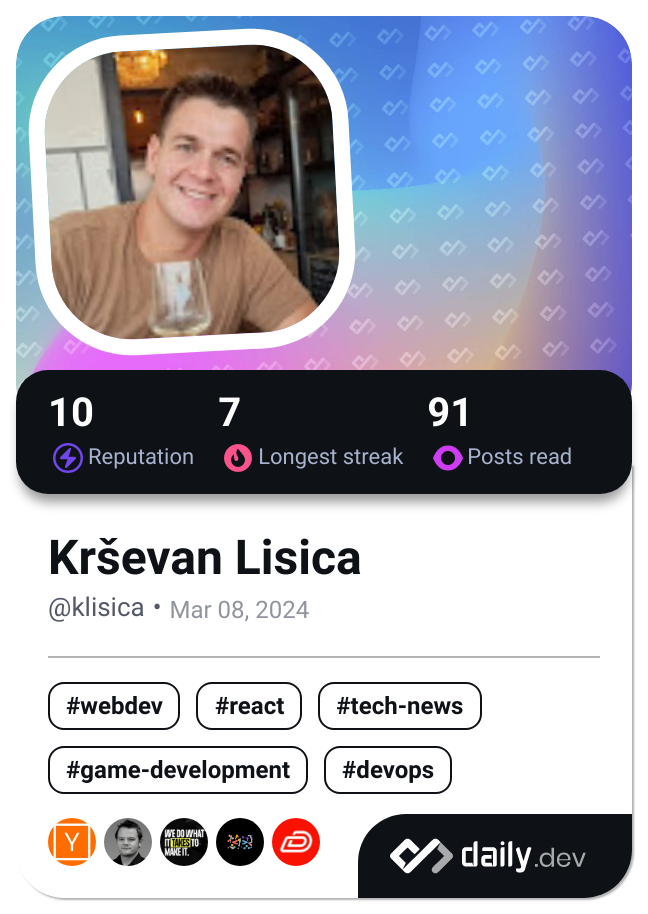 10 7 91
Reputation Longest streak Posts read
Krševan Lisica
@klisica • Mar 08, 2024
#webdev #react #tech-news
#game-development #devops
Y WE DO WHAT
IT TAKES TO
MAKE IT.
daily.dev